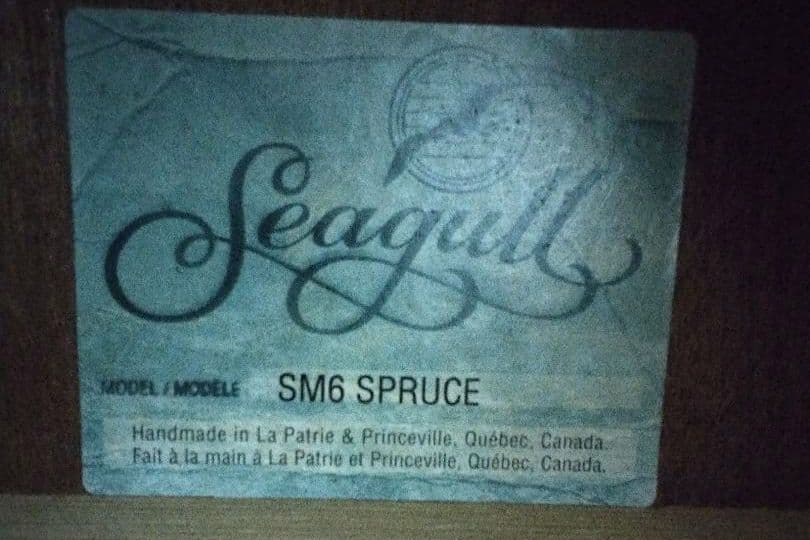 Seagull
MODEL / MODÈLE SM6 SPRUCE
Handmade in La Patrie & Princeville, Québec, Canada.
Fait à la main à La Patrie et Princeville, Québec, Canada.